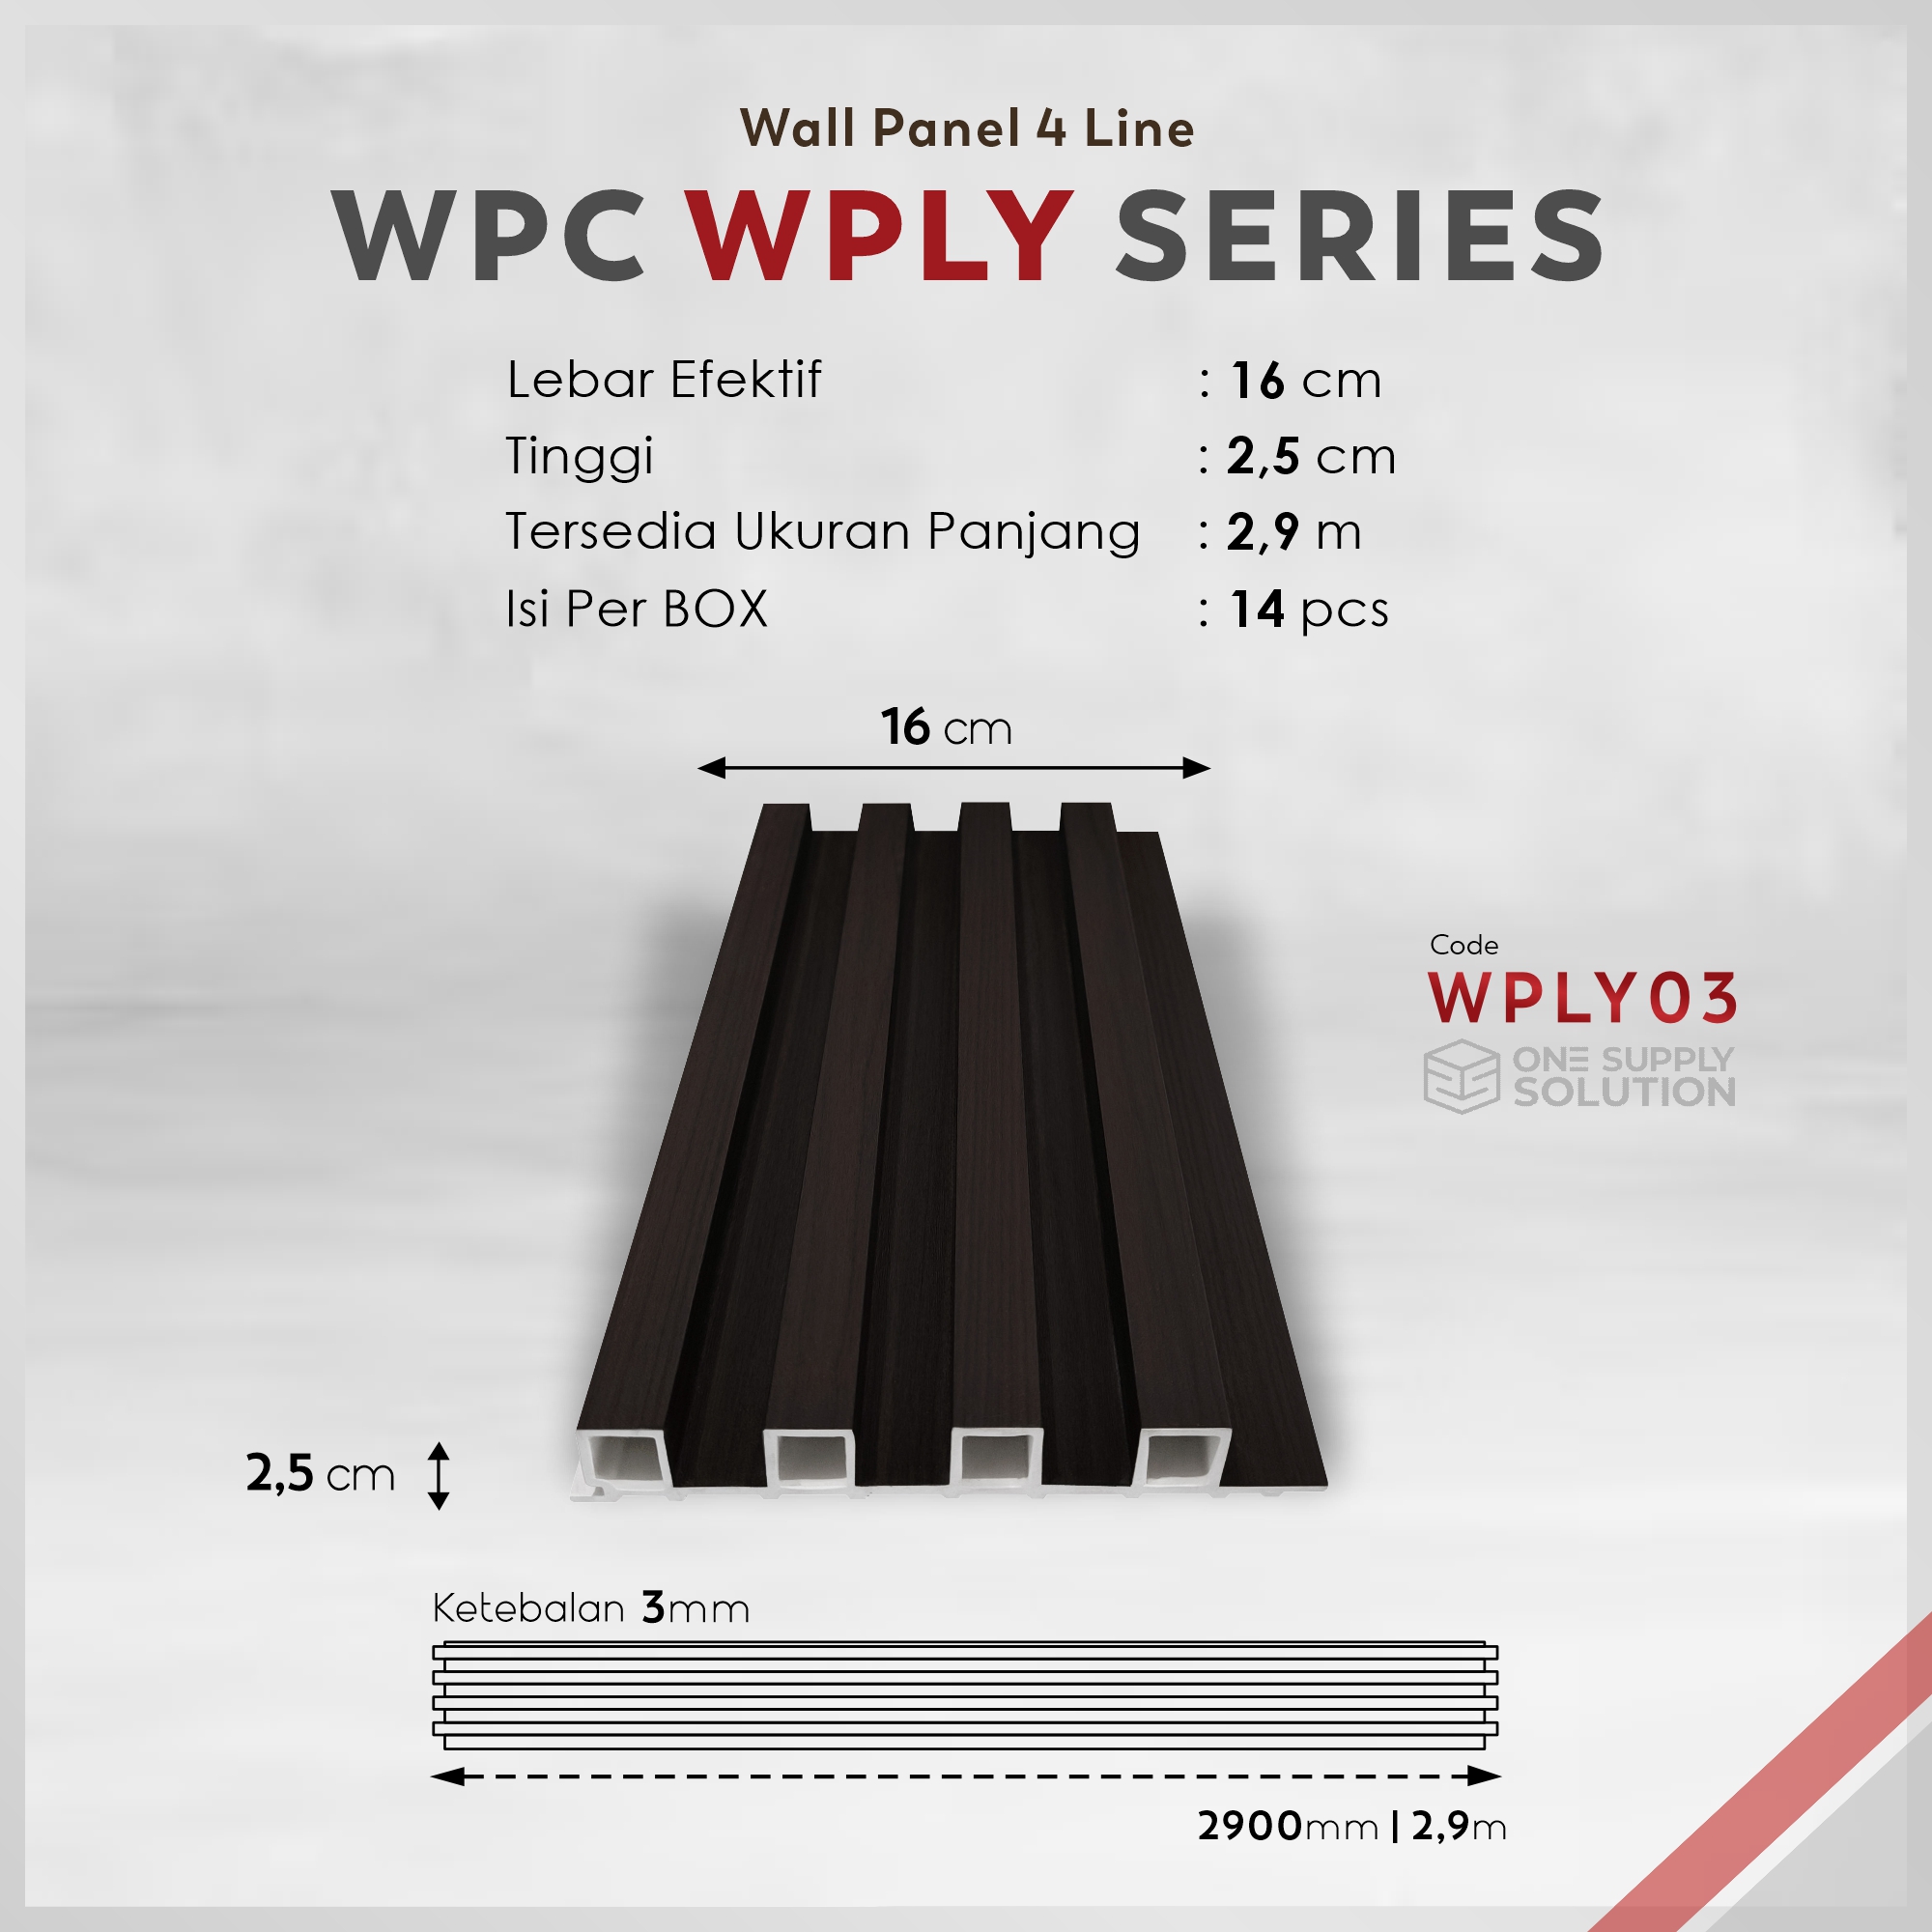 Wall Panel 4 Line
WPC WPLY SERIES
Lebar Efektif : 16 cm
Tinggi : 2,5 cm
Tersedia Ukuran Panjang : 2,9 m
Isi Per BOX : 14 pcs
16 cm
Code
WPLY03
ONE SUPPLY
SOLUTION
2,5 cm
Ketebalan 3mm
2900mm | 2,9m